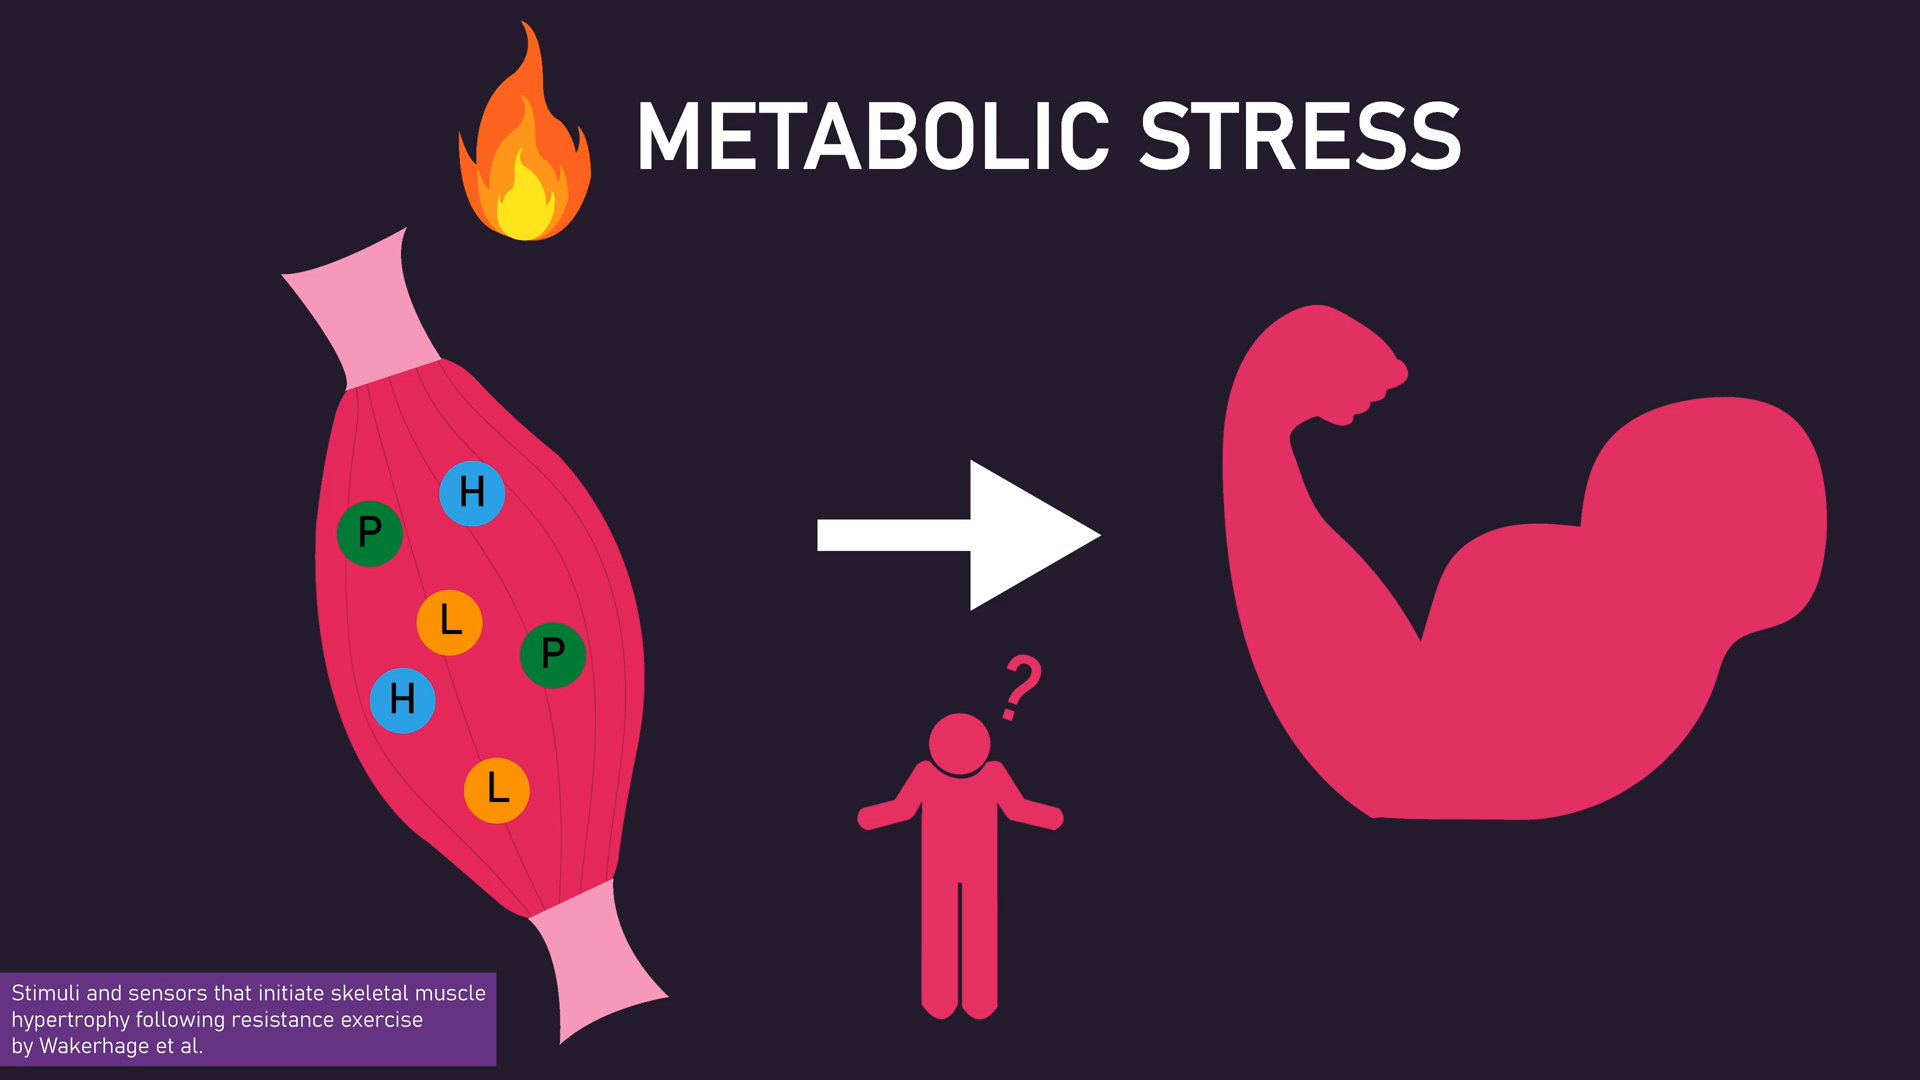 METABOLIC STRESS
H
P
L
P
H
L
?
Stimuli and sensors that initiate skeletal muscle
hypertrophy following resistance exercise
by Wakerhage et al.